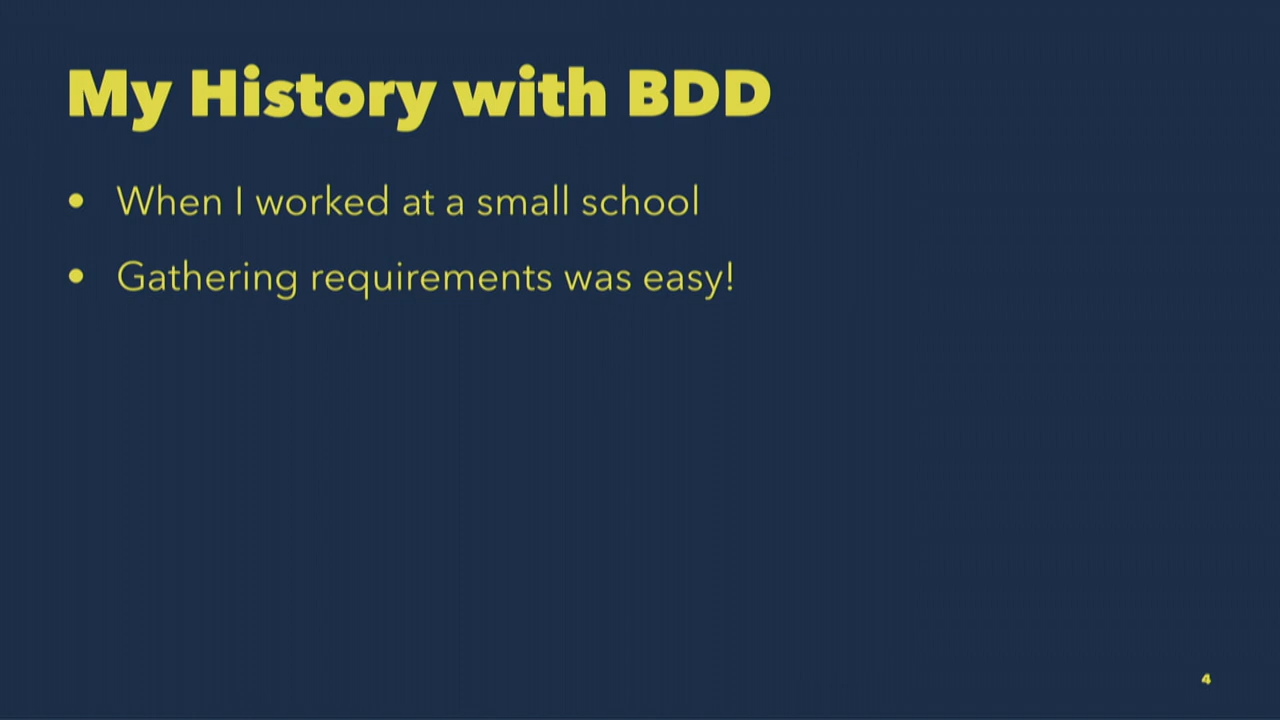 My History with BDD
• When I worked at a small school
• Gathering requirements was easy!
4